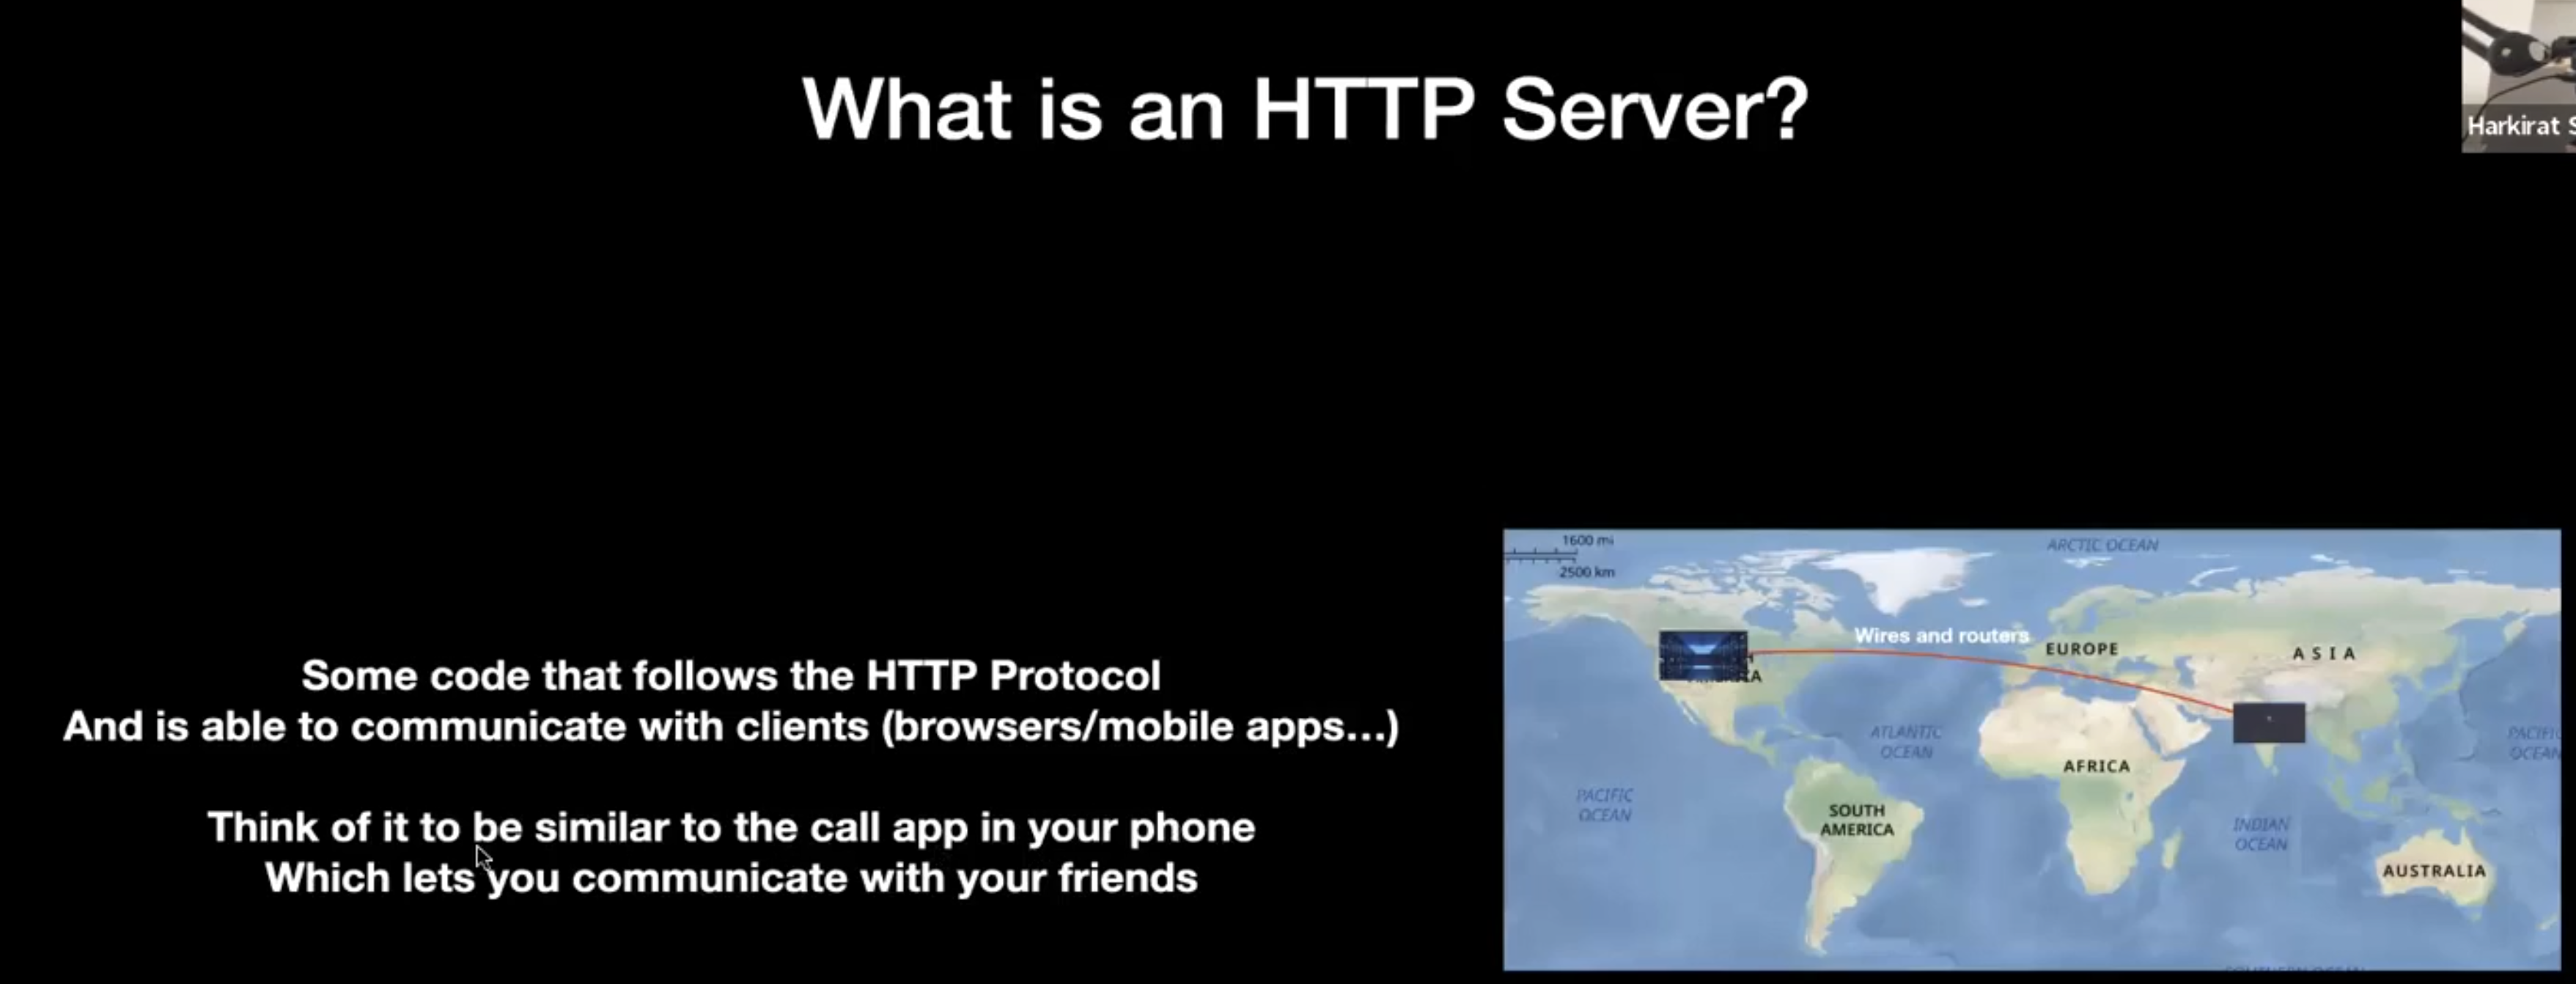 What is an HTTP Server?
Harkirat
Some code that follows the HTTP Protocol
And is able to communicate with clients (browsers/mobile apps...)
Think of it to be similar to the call app in your phone
Which lets you communicate with your friends
1600 mi
2500 km
ARCTIC OCEAN
Wires and routers
EUROPE
ASIA
ATLANTIC
OCEAN
PACIFIC
OCEAN
AFRICA
PACIFIC
OCEAN
SOUTH
AMERICA
INDIAN
OCEAN
AUSTRALIA